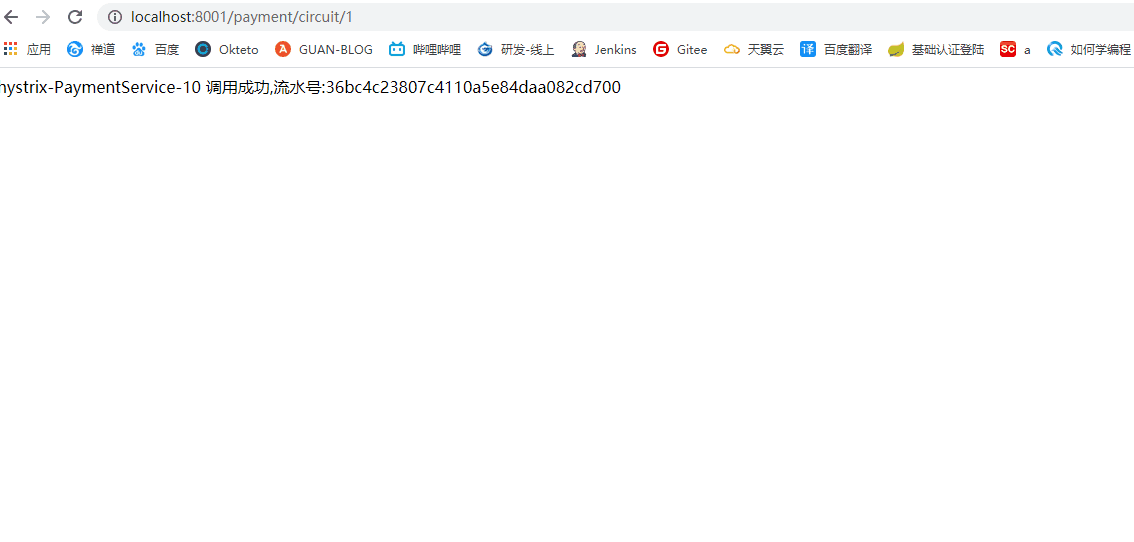 localhost:8001/payment/circuit/1
应用 禅道 百度 Okteto GUAN-BLOG 哔哩哔哩 研发-线上 Jenkins Gitee 天翼云 译 百度翻译 基础认证登陆 SC a 如何学编程
hystrix-PaymentService-10 调用成功,流水号:36bc4c23807c4110a5e84daa082cd700